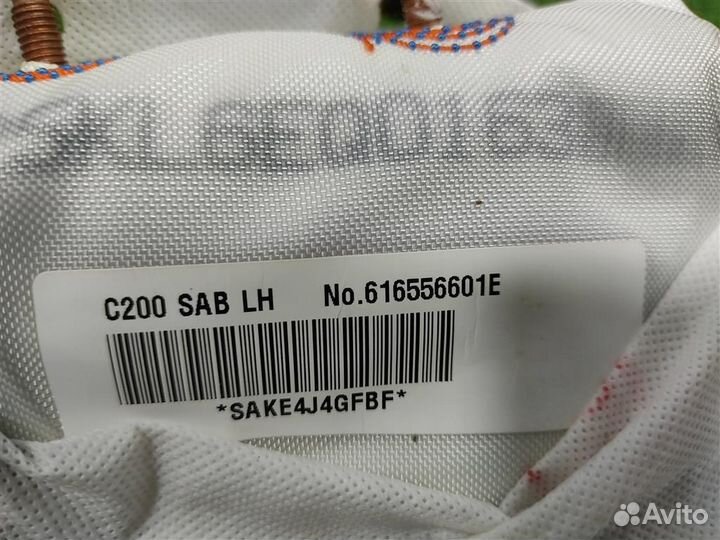 C200 SAB LH No.616556601E
*SAKE4J4GFBF*
Avito